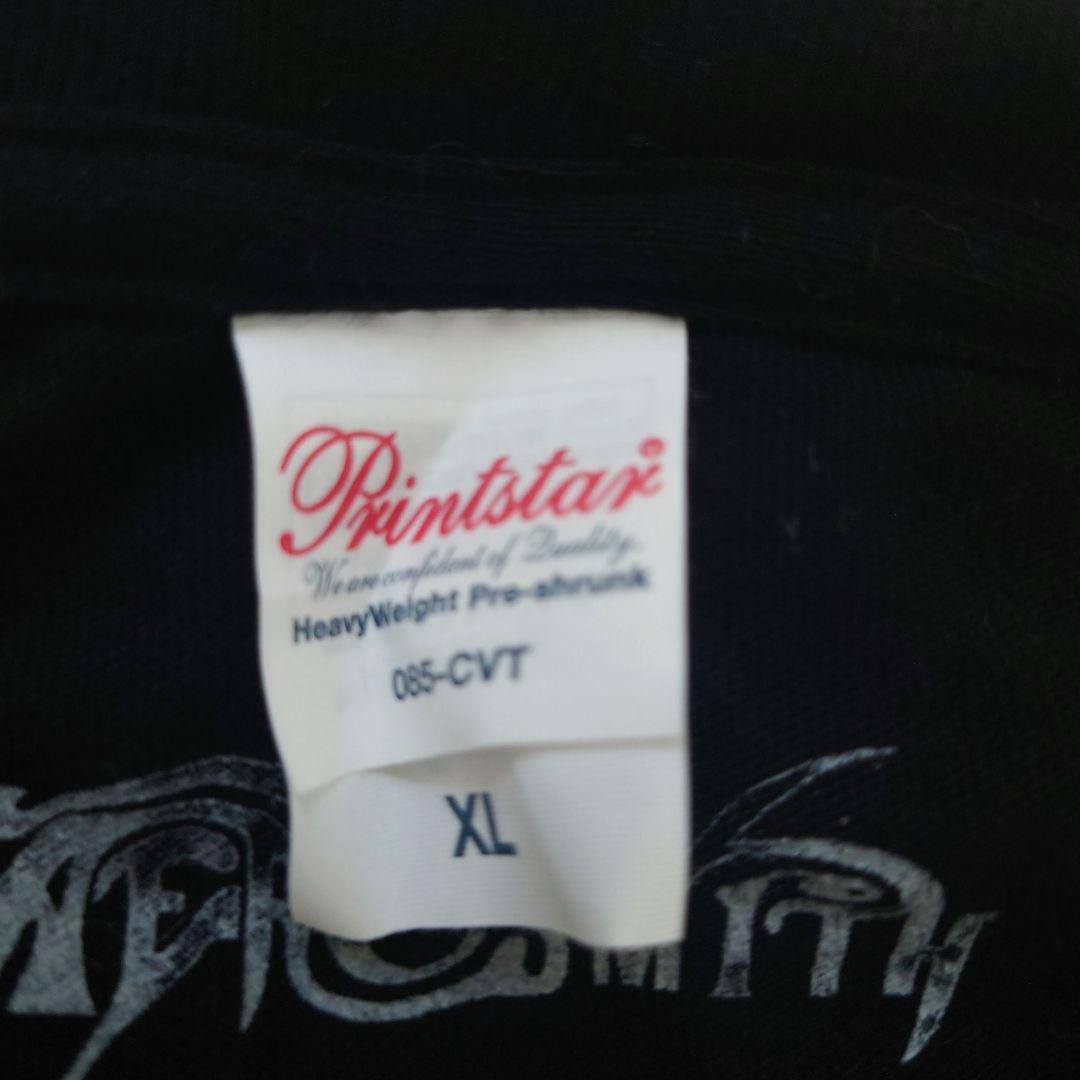 Printstar®
We are confident of Quality.
HeavyWeight Pre-shrunk
085-CVT
XL
AEROSMITH